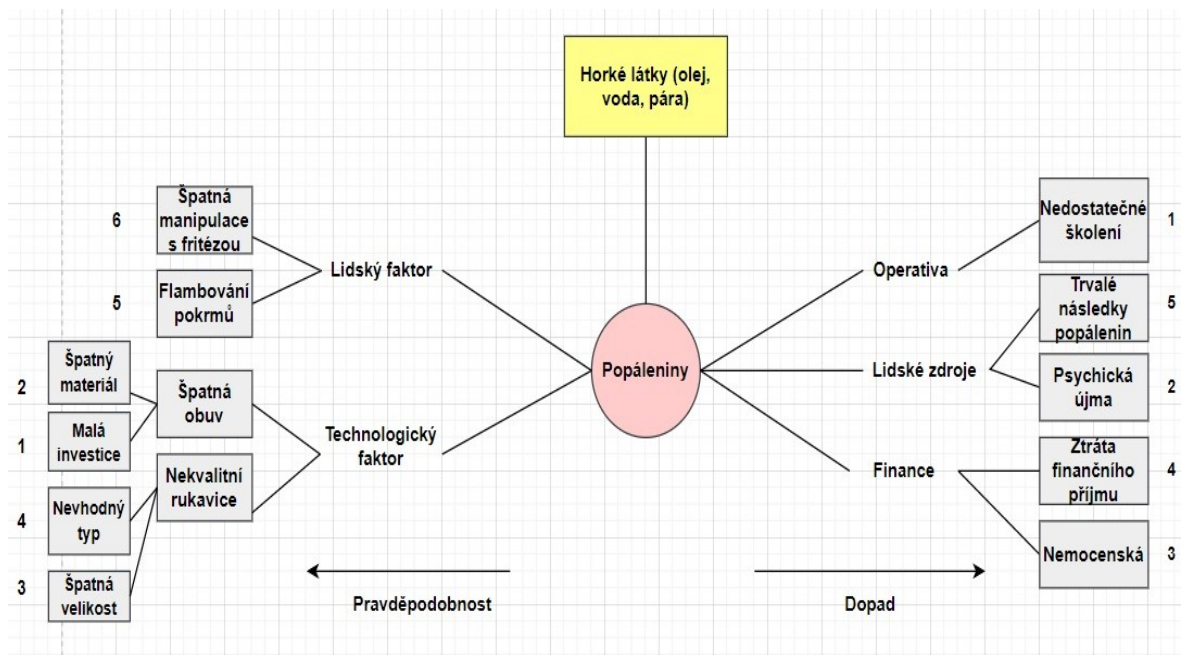 Horké látky (olej,
voda, pára)
6
Špatná
manipulace
s fritézou
5
Flambování
pokrmů
Lidský faktor
2
Špatný
materiál
1
Malá
investice
Špatná
obuv
4
Nevhodný
typ
3
Špatná
velikost
Nekvalitní
rukavice
Technologický
faktor
Popáleniny
Operativa
Nedostatečné
školení
1
Lidské zdroje
Trvalé
následky
popálenin
5
Psychická
újma
2
Finance
Ztráta
finančního
příjmu
4
Nemocenská
3
Pravděpodobnost
Dopad